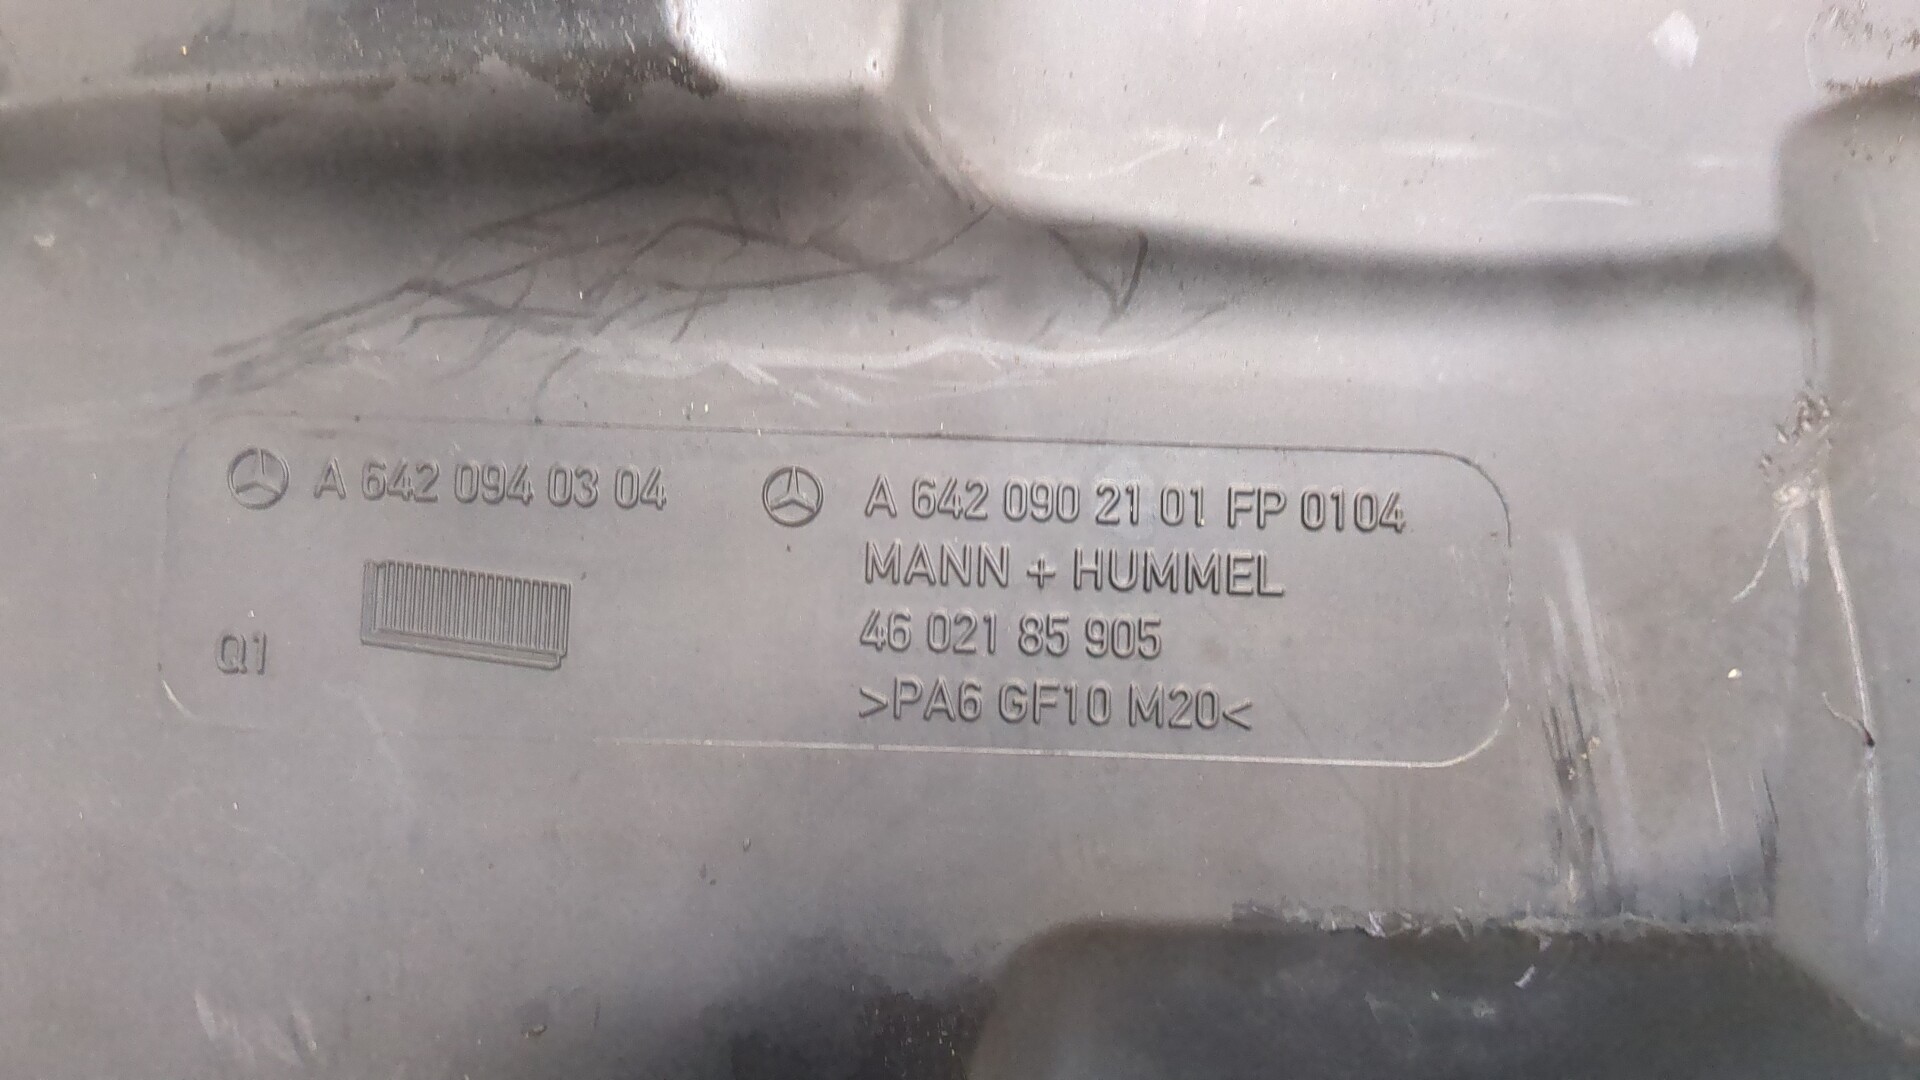 A 642 094 03 04
Q1
A 642 090 21 01 FP 0104
MANN + HUMMEL
46 021 85 905
>PA6 GF10 M20<